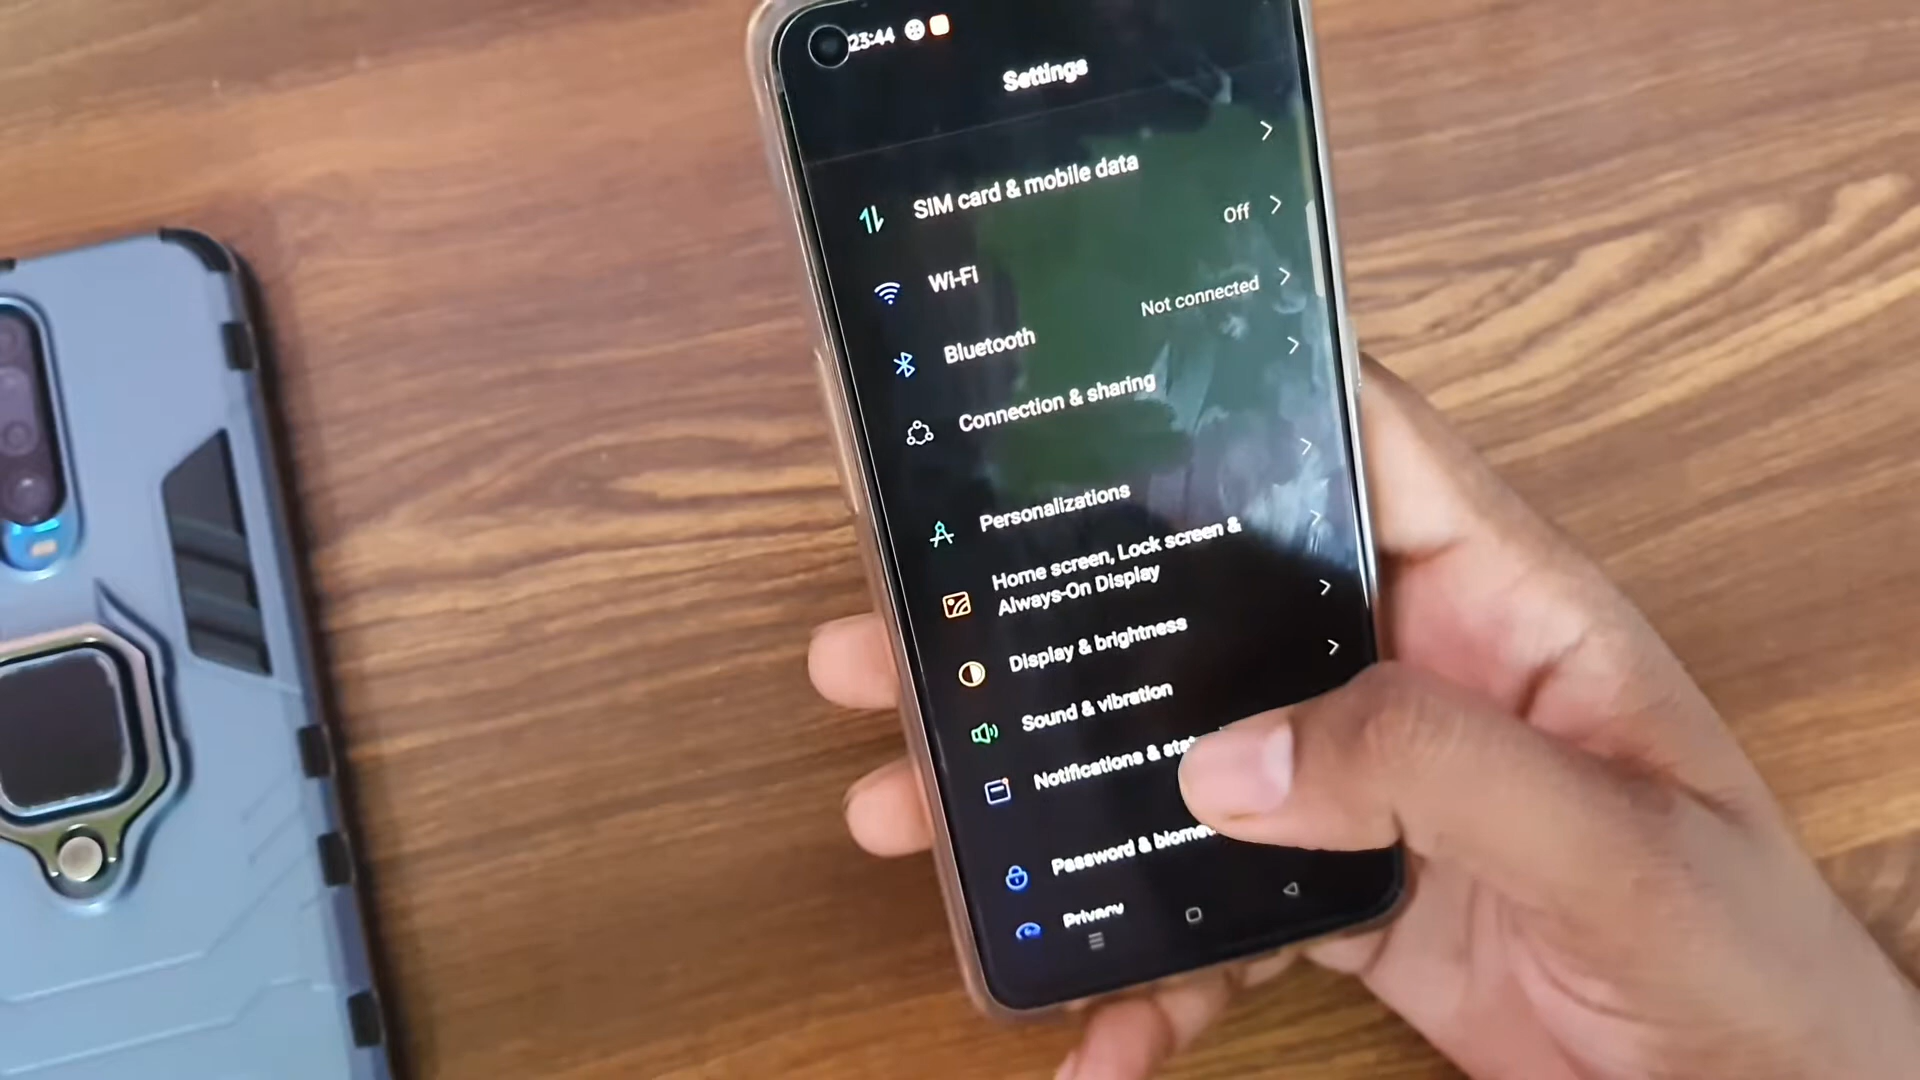 23:44
Settings
SIM card & mobile data
Wi-Fi
Off
Bluetooth
Not connected
Connection & sharing
Personalizations
Home screen, Lock screen &
Always-On Display
Display & brightness
Sound & vibration
Notifications &
Password &
Privacy